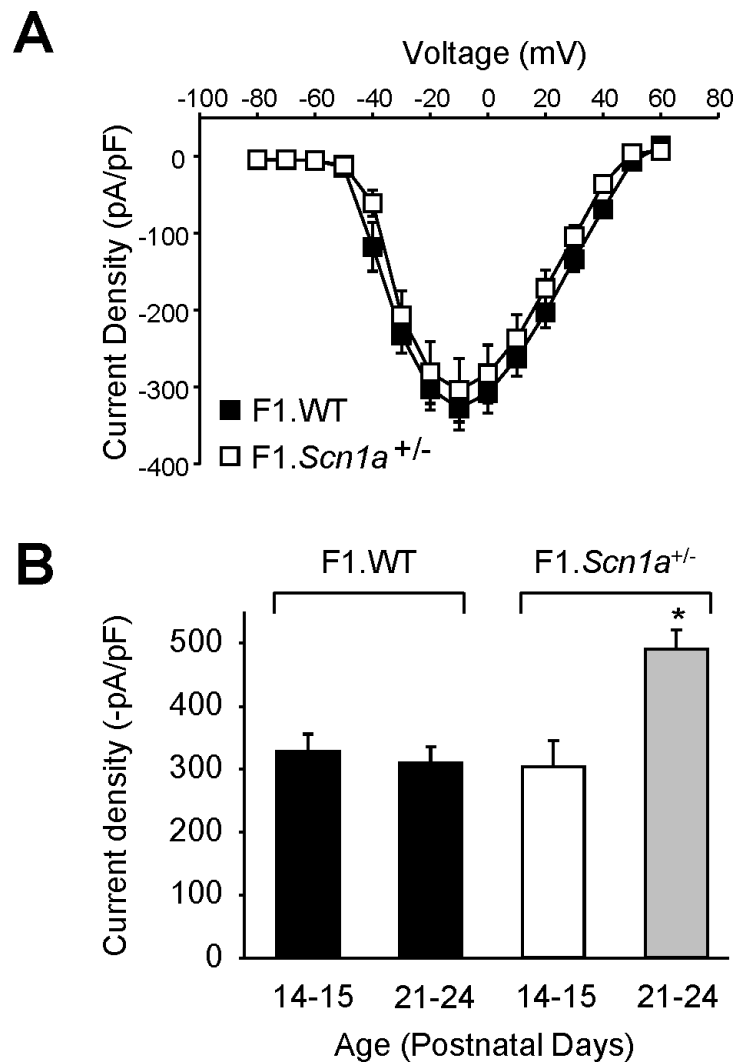 A
Voltage (mV)
-100 -80 -60 -40 -20 0 20 40 60 80
Current Density (pA/pF)
0
-100
-200
-300
-400
F1.WT
F1.Scn1a+/-
B
F1.WT
F1.Scn1a+/-
*
Current density (-pA/pF)
500
400
300
200
100
0
14-15 21-24 14-15 21-24
Age (Postnatal Days)